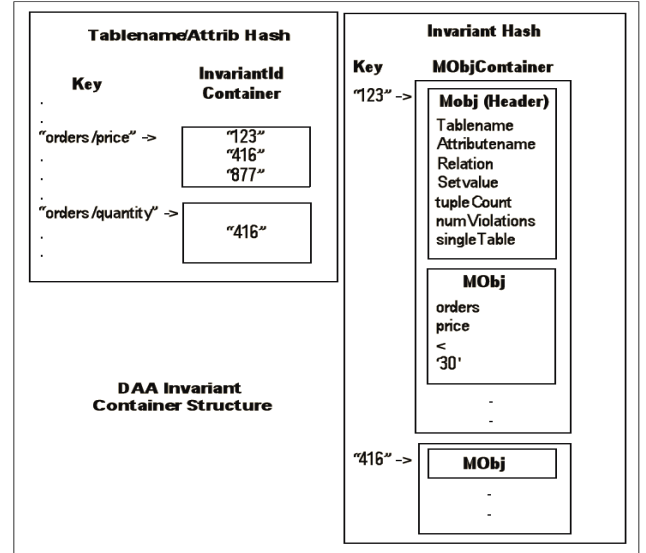 Tablename/Attrib Hash
Key
InvariantId
Container
.
.
"orders/price" ->
"123"
.
"416"
.
"877"
.
"orders/quantity" ->
.
"416"
.
DAA Invariant
Container Structure
Invariant Hash
Key
MObjContainer
"123" ->
Mobj (Header)
Tablename
Attributename
Relation
Setvalue
tupleCount
numViolations
singleTable
MObj
orders
price
<
'30'
-
-
"416" ->
MObj
-
-